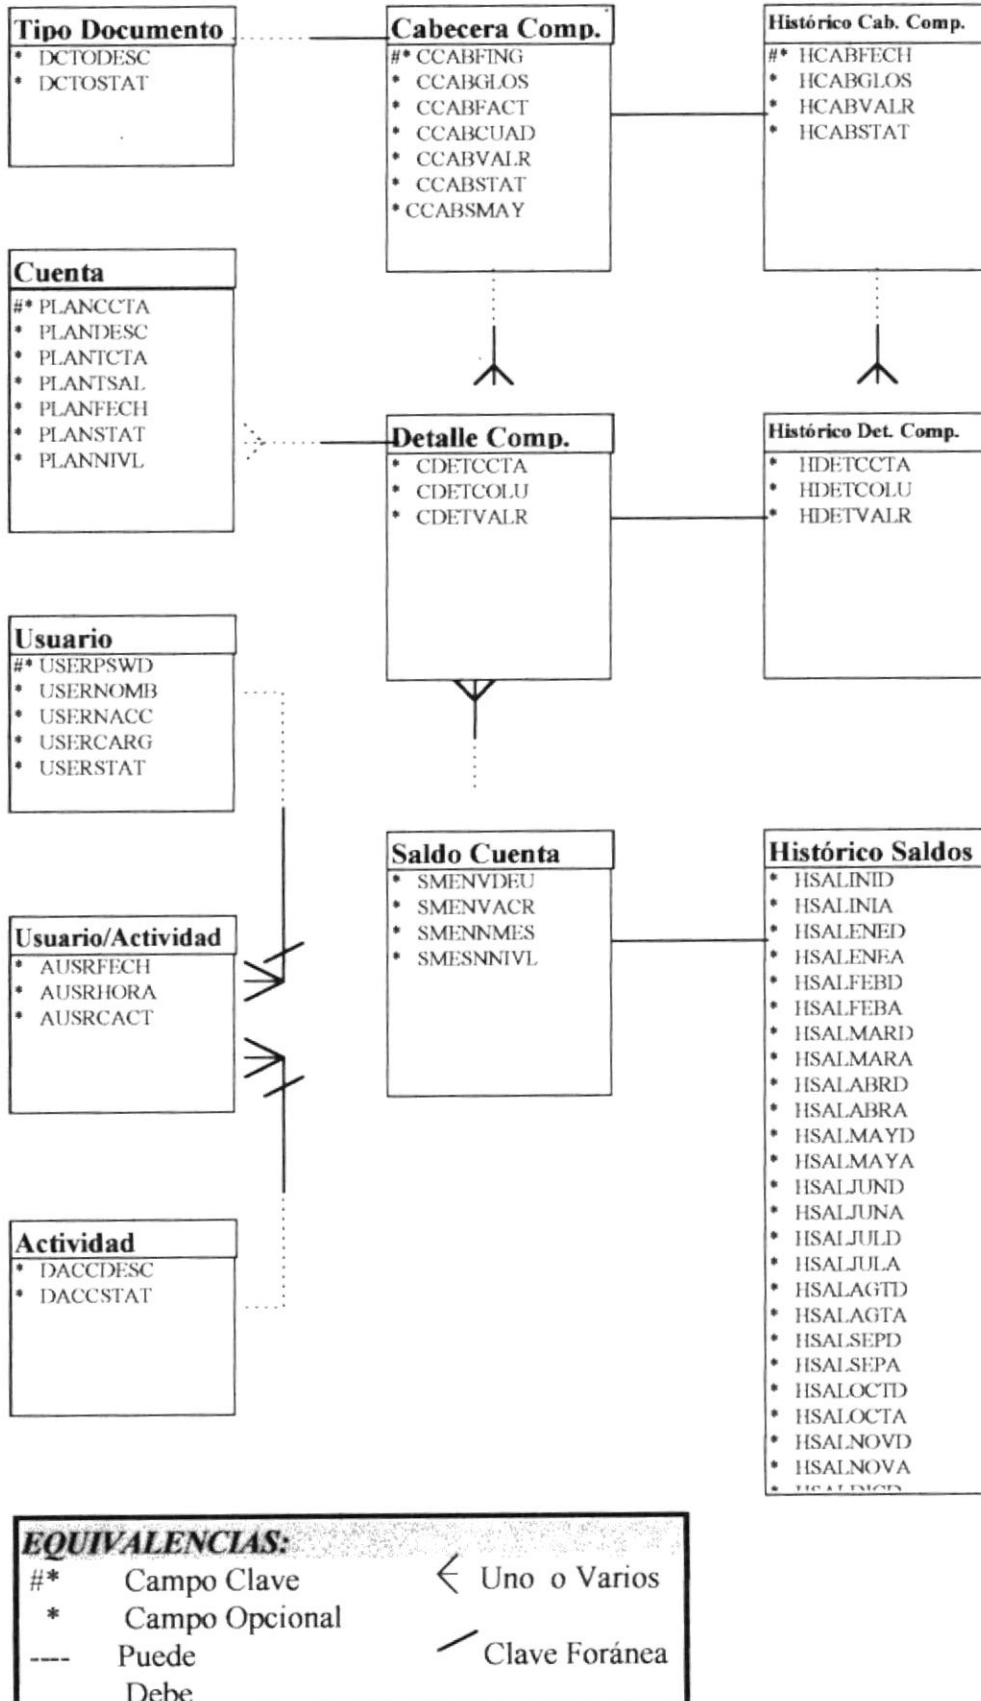 Tipo Documento
* DCTODESC
* DCTOSTAT
Cabecera Comp.
#* CCABFING
* CCABGLOS
* CCABFACT
* CCABCUAD
* CCABVALR
* CCABSTAT
* CCABSMAY
Histórico Cab. Comp.
#* HCABFECH
* HCABGLOS
* HCABVALR
* HCABSTAT
Cuenta
#* PLANCCTA
* PLANDESC
* PLANTCTA
* PLANTSAL
* PLANFECH
* PLANSTAT
* PLANNIVL
Detalle Comp.
* CDETCCTA
* CDETCOLU
* CDETVALR
Histórico Det. Comp.
* HDETCCTA
* HDETCOLU
* HDETVALR
Usuario
#* USERPSWD
* USERNOMB
* USERNACC
* USERCARG
* USERSTAT
Saldo Cuenta
* SMENVDEU
* SMENVACR
* SMENNMES
* SMESNNIVL
Histórico Saldos
* HSALINID
* HSALINIA
* HSALENED
* HSALENEA
* HSALFEBD
* HSALFEBA
* HSALMARD
* HSALMARA
* HSALABRD
* HSALABRA
* HSALMAYD
* HSALMAYA
* HSALJUND
* HSALJUNA
* HSALJULD
* HSALJULA
* HSALAGTD
* HSALAGTA
* HSALSEPD
* HSALSEPA
* HSALOCTD
* HSALOCTA
* HSALNOVD
* HSALNOVA
Usuario/Actividad
* AUSRFECH
* AUSRHORA
* AUSRCACT
Actividad
* DACCDESC
* DACCSTAT
EQUIVALENCIAS:
#* Campo Clave
Uno o Varios
* Campo Opcional
---- Puede
Clave Foránea
Debe